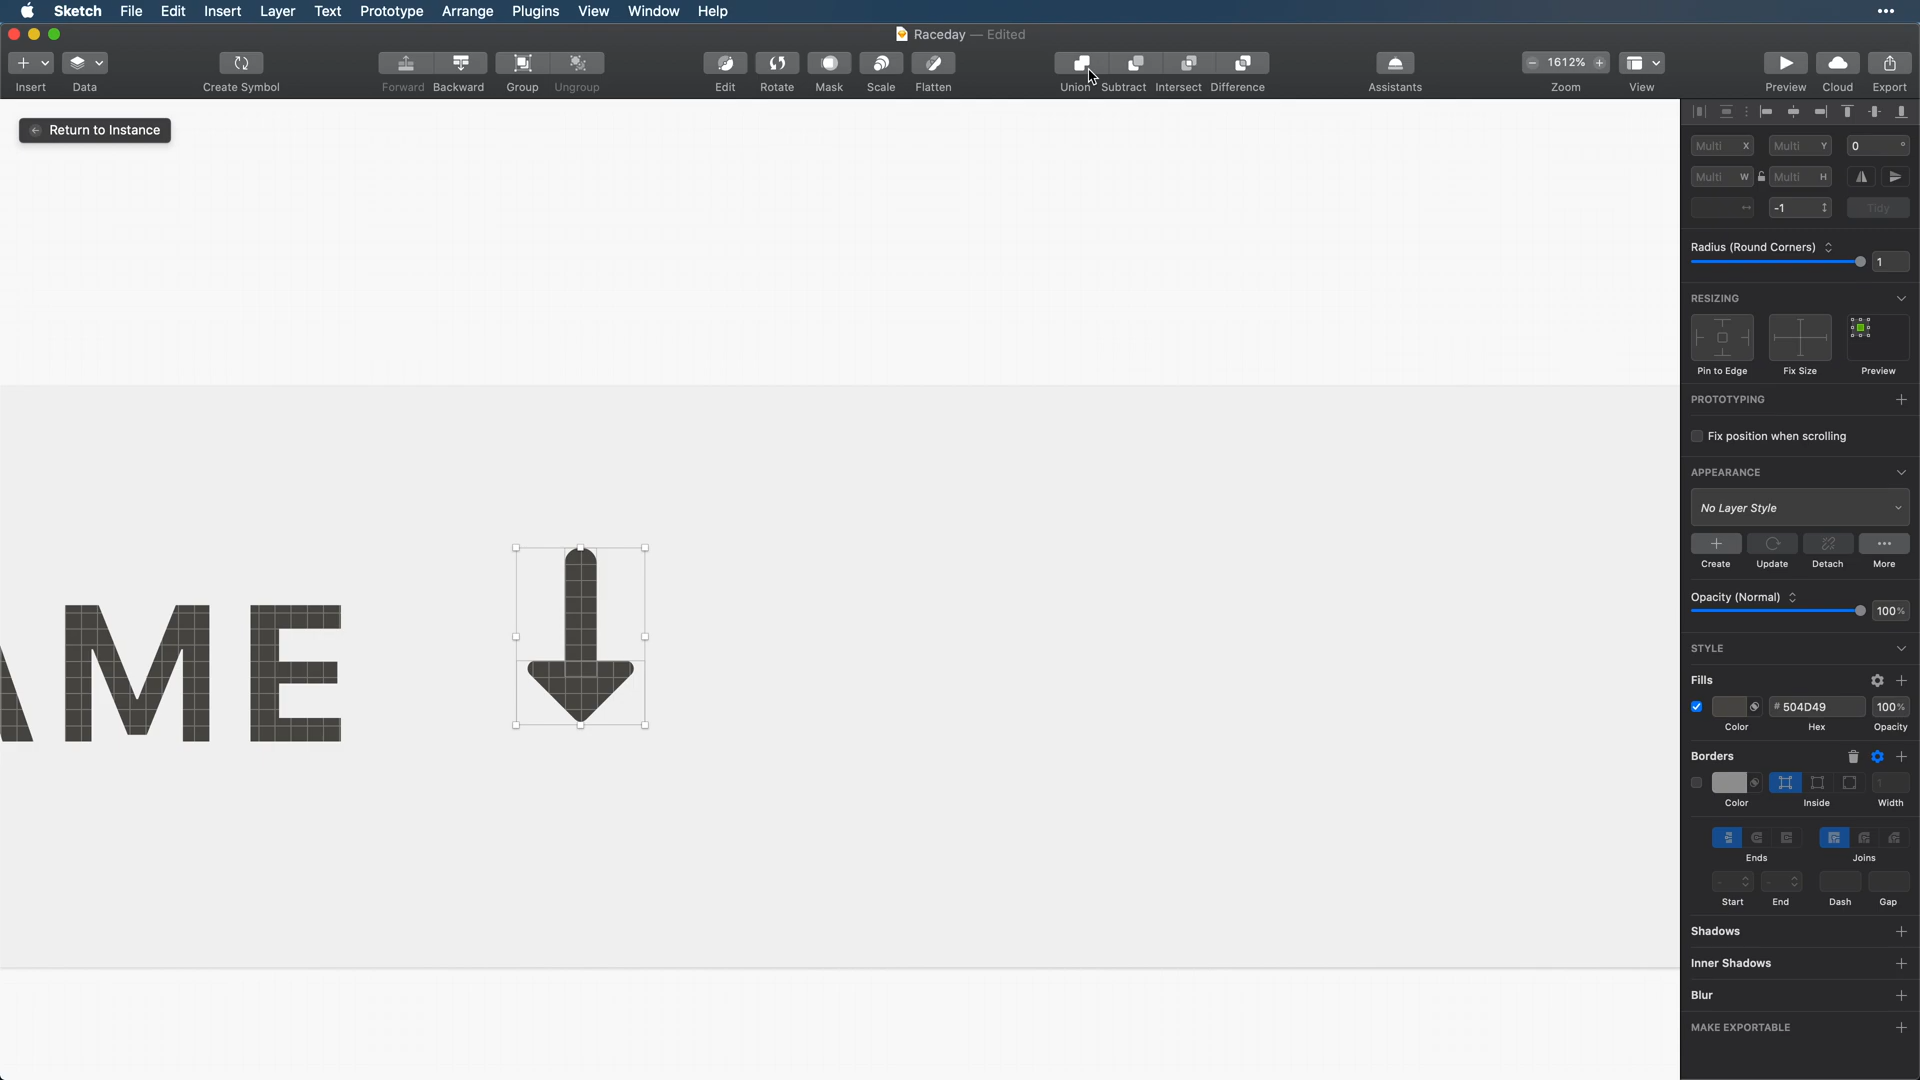 Sketch File Edit Insert Layer Text Prototype Arrange Plugins View Window Help
Raceday — Edited
1612%
Insert Data Create Symbol Forward Backward Group Ungroup Edit Rotate Mask Scale Flatten Union Subtract Intersect Difference Assistants Zoom View Preview Cloud Export
Return to Instance
Multi X Multi Y 0 °
Multi W Multi H
-1 Tidy
Radius (Round Corners)
1
RESIZING
Pin to Edge Fix Size Preview
PROTOTYPING
Fix position when scrolling
APPEARANCE
No Layer Style
Create Update Detach More
Opacity (Normal)
100%
STYLE
Fills
# 504D49 100%
Color Hex Opacity
Borders
1
Color Inside Width
Ends Joins
Start End Dash Gap
Shadows
Inner Shadows
Blur
MAKE EXPORTABLE
AME